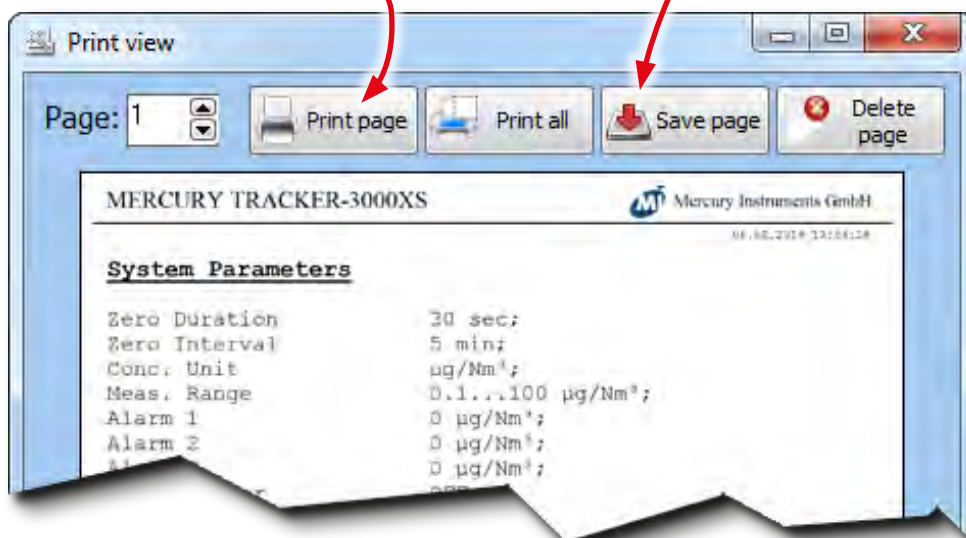 Print view
Page: 1
Print page
Print all
Save page
Delete
page
MERCURY TRACKER-3000XS
Mercury Instruments GmbH
System Parameters
Zero Duration 30 sec;
Zero Interval 5 min;
Conc. Unit µg/Nm³;
Meas. Range 0.1...100 µg/Nm³;
Alarm 1 0 µg/Nm³;
Alarm 2 0 µg/Nm³;
0 µg/Nm³;